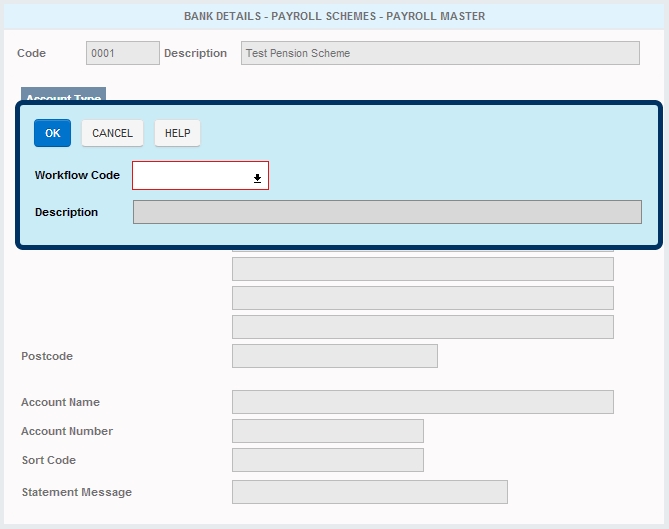 BANK DETAILS - PAYROLL SCHEMES - PAYROLL MASTER
Code 0001 Description Test Pension Scheme
Account Type
OK CANCEL HELP
Workflow Code
Description
Postcode
Account Name
Account Number
Sort Code
Statement Message